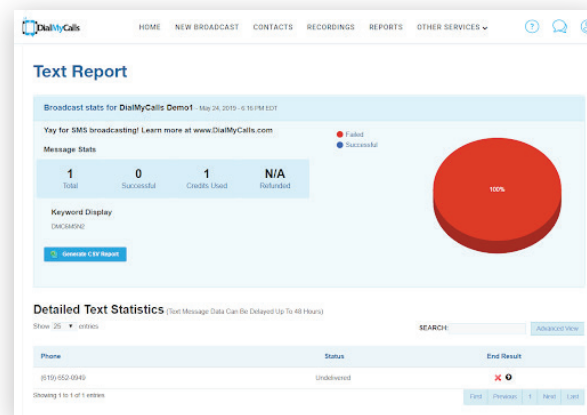 DialMyCalls
HOME NEW BROADCAST CONTACTS RECORDINGS REPORTS OTHER SERVICES
Text Report
Broadcast stats for DialMyCalls Demo1 - May 24, 2019 - 6:16 PM EDT
Yay for SMS broadcasting! Learn more at www.DialMyCalls.com
Failed
Successful
Message Stats
1 0 1 N/A
Total Successful Credits Used Refunded
100%
Keyword Display
Generate CSV Report
Detailed Text Statistics (Text Message Data Can Be Delayed Up To 48 Hours)
Show 25 entries
SEARCH: Advanced View
Phone Status End Result
(619) 952-0949 Undelivered
Showing 1 to 1 of 1 entries
First Previous 1 Next Last